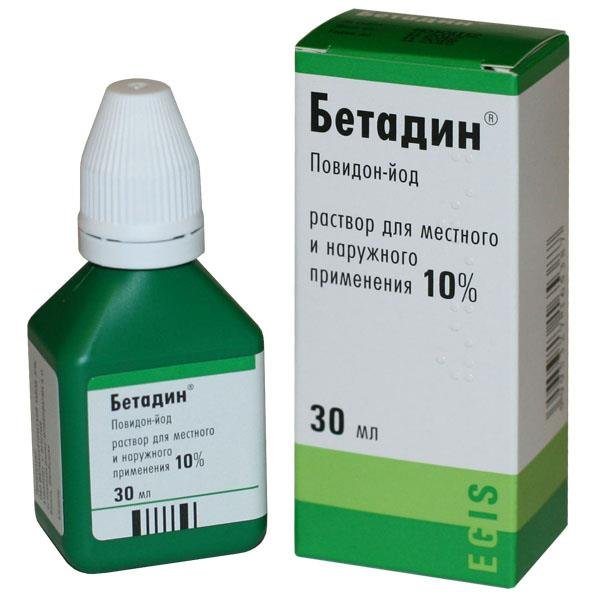 Бетадин®
Повидон-йод
раствор для местного
и наружного
применения 10%
30 мл
EGIS
Бетадин®
Повидон-йод
раствор для местного
и наружного
применения 10%
30 мл